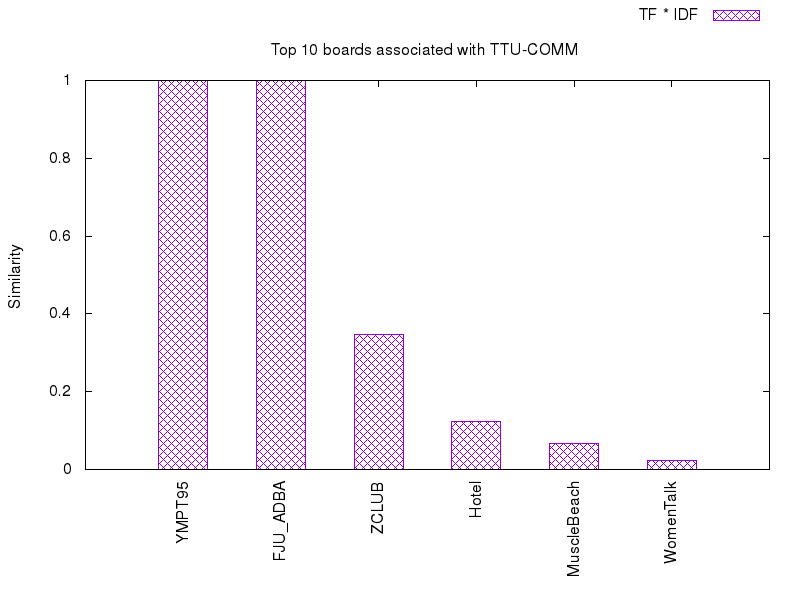 TF * IDF
Top 10 boards associated with TTU-COMM
Similarity
1
0.8
0.6
0.4
0.2
0
YMPT95
FJU_ADBA
ZCLUB
Hotel
MuscleBeach
WomenTalk